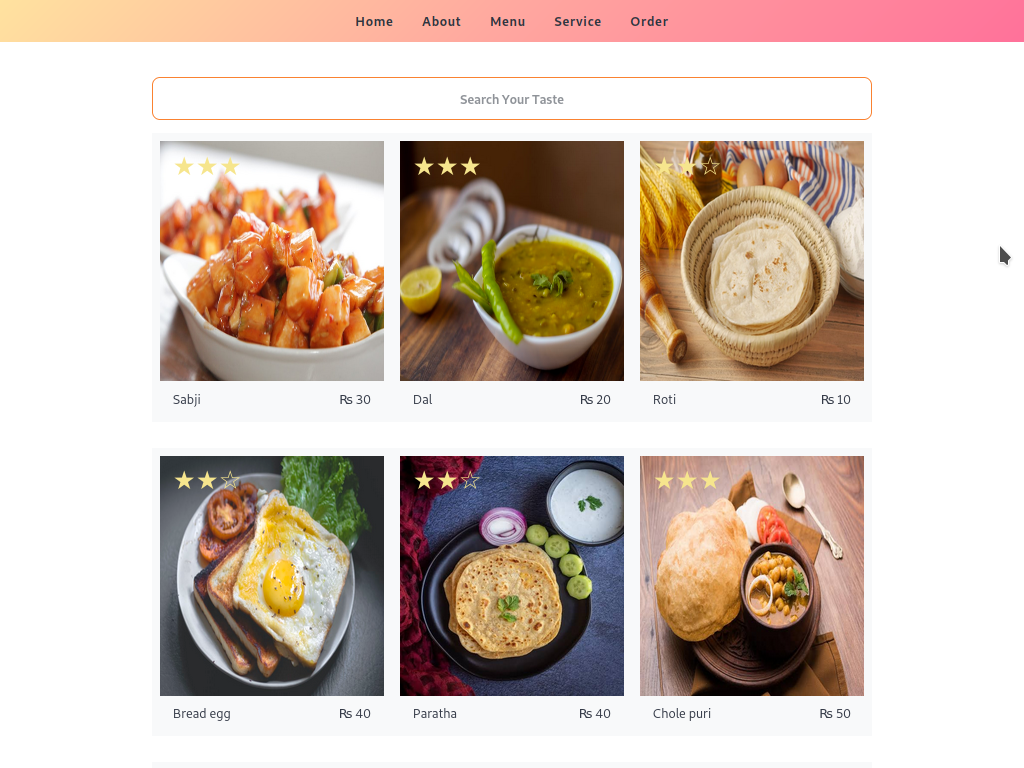 Home About Menu Service Order
Search Your Taste
★★★
★★★
★★☆
Sabji Rs 30
Dal Rs 20
Roti Rs 10
★★☆
★★☆
★★★
Bread egg Rs 40
Paratha Rs 40
Chole puri Rs 50